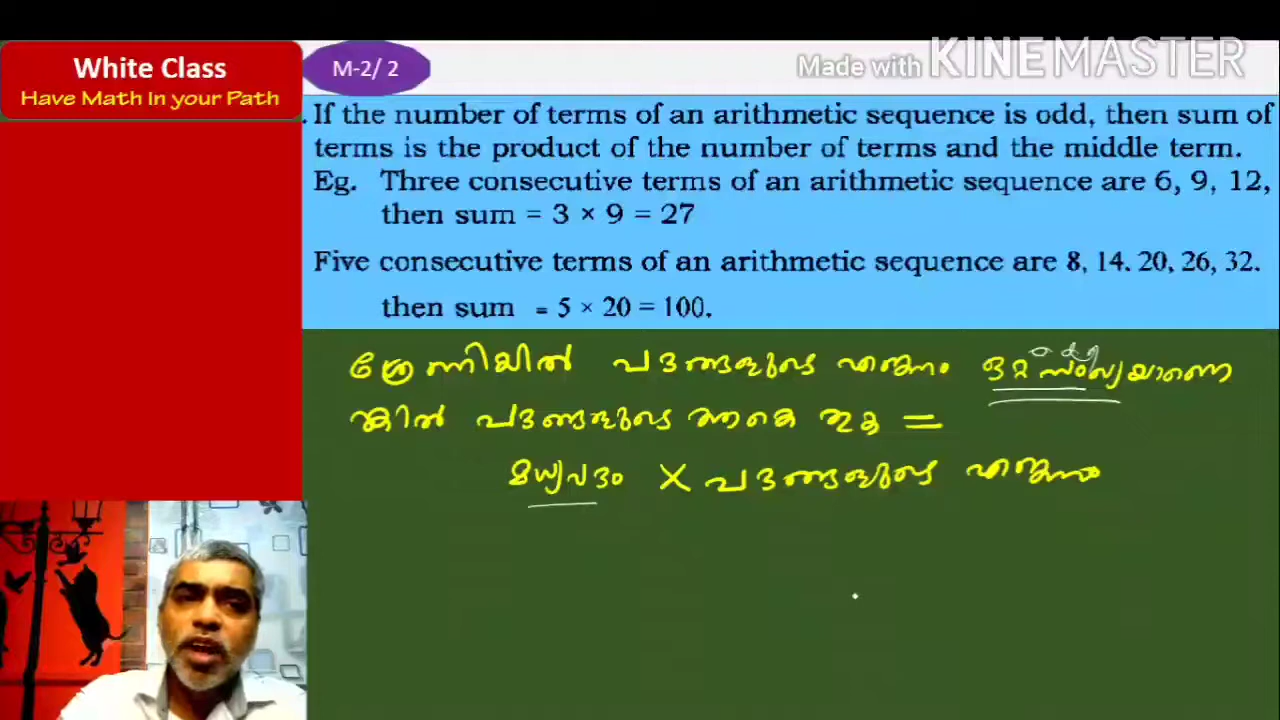 White Class
Have Math in your Path
M-2/ 2
Made with KINEMASTER
. If the number of terms of an arithmetic sequence is odd, then sum of
terms is the product of the number of terms and the middle term.
Eg. Three consecutive terms of an arithmetic sequence are 6, 9, 12,
then sum = 3 × 9 = 27
Five consecutive terms of an arithmetic sequence are 8, 14. 20, 26, 32.
then sum = 5 × 20 = 100.
odd
ശ്രേണിയിൽ പദങ്ങളുടെ എണ്ണം ഒറ്റ സംഖ്യയാണെ
ങ്കിൽ പദങ്ങളുടെ ആകെ തുക =
മധ്യപദം X പദങ്ങളുടെ എണ്ണം